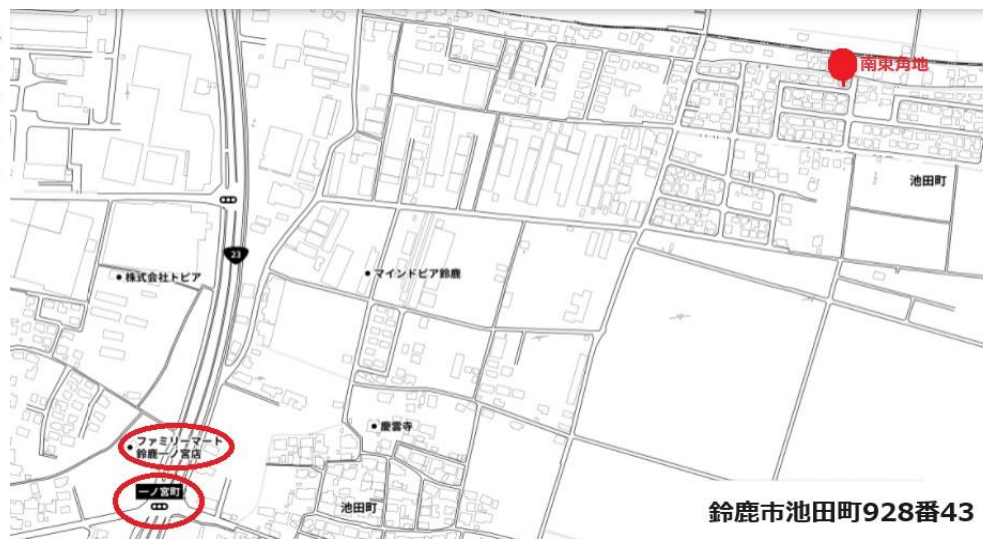 南東角地
池田町
23
株式会社トピア
マインドピア鈴鹿
慶雲寺
ファミリーマート
鈴鹿一ノ宮店
一ノ宮町
池田町
鈴鹿市池田町928番43